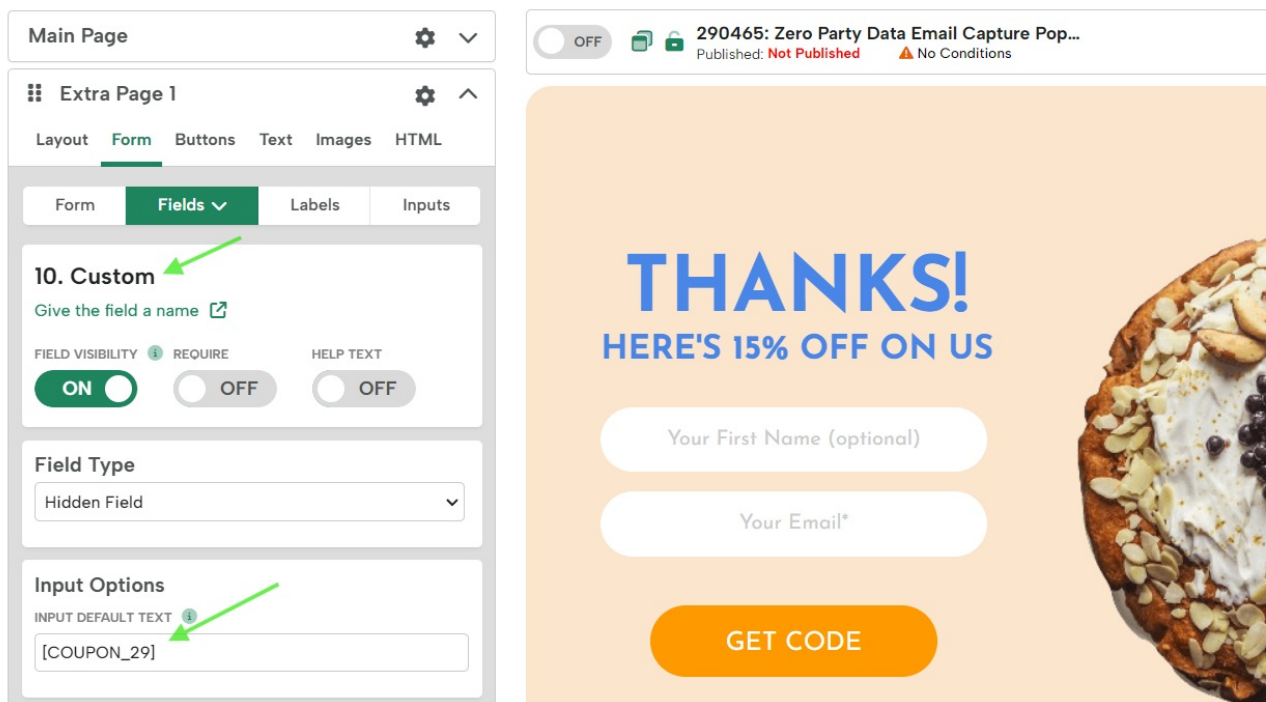 Main Page
Extra Page 1
Layout Form Buttons Text Images HTML
Form Fields Labels Inputs
10. Custom
Give the field a name
FIELD VISIBILITY i REQUIRE HELP TEXT
ON OFF OFF
Field Type
Hidden Field
Input Options
INPUT DEFAULT TEXT i
[COUPON_29]
OFF
290465: Zero Party Data Email Capture Pop...
Published: Not Published No Conditions
THANKS!
HERE'S 15% OFF ON US
Your First Name (optional)
Your Email*
GET CODE